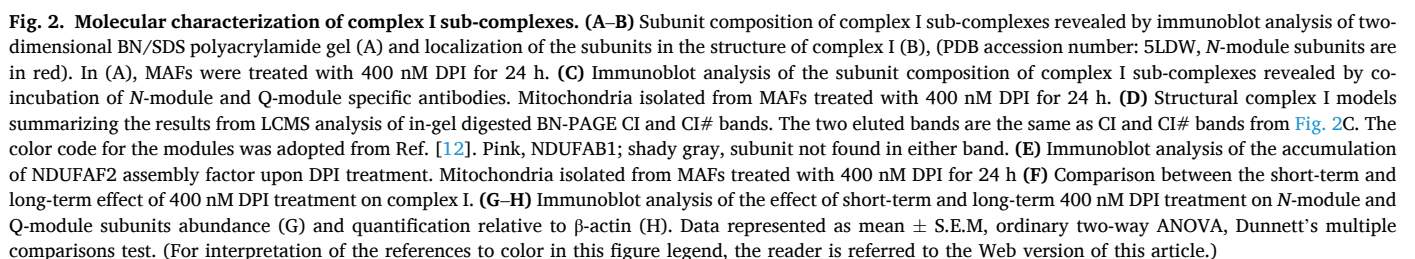 Fig. 2. Molecular characterization of complex I sub-complexes. (A–B) Subunit composition of complex I sub-complexes revealed by immunoblot analysis of two-
dimensional BN/SDS polyacrylamide gel (A) and localization of the subunits in the structure of complex I (B), (PDB accession number: 5LDW, N-module subunits are
in red). In (A), MAFs were treated with 400 nM DPI for 24 h. (C) Immunoblot analysis of the subunit composition of complex I sub-complexes revealed by co-
incubation of N-module and Q-module specific antibodies. Mitochondria isolated from MAFs treated with 400 nM DPI for 24 h. (D) Structural complex I models
summarizing the results from LCMS analysis of in-gel digested BN-PAGE CI and CI# bands. The two eluted bands are the same as CI and CI# bands from Fig. 2C. The
color code for the modules was adopted from Ref. [12]. Pink, NDUFAB1; shady gray, subunit not found in either band. (E) Immunoblot analysis of the accumulation
of NDUFAF2 assembly factor upon DPI treatment. Mitochondria isolated from MAFs treated with 400 nM DPI for 24 h (F) Comparison between the short-term and
long-term effect of 400 nM DPI treatment on complex I. (G–H) Immunoblot analysis of the effect of short-term and long-term 400 nM DPI treatment on N-module and
Q-module subunits abundance (G) and quantification relative to β-actin (H). Data represented as mean ± S.E.M, ordinary two-way ANOVA, Dunnett's multiple
comparisons test. (For interpretation of the references to color in this figure legend, the reader is referred to the Web version of this article.)